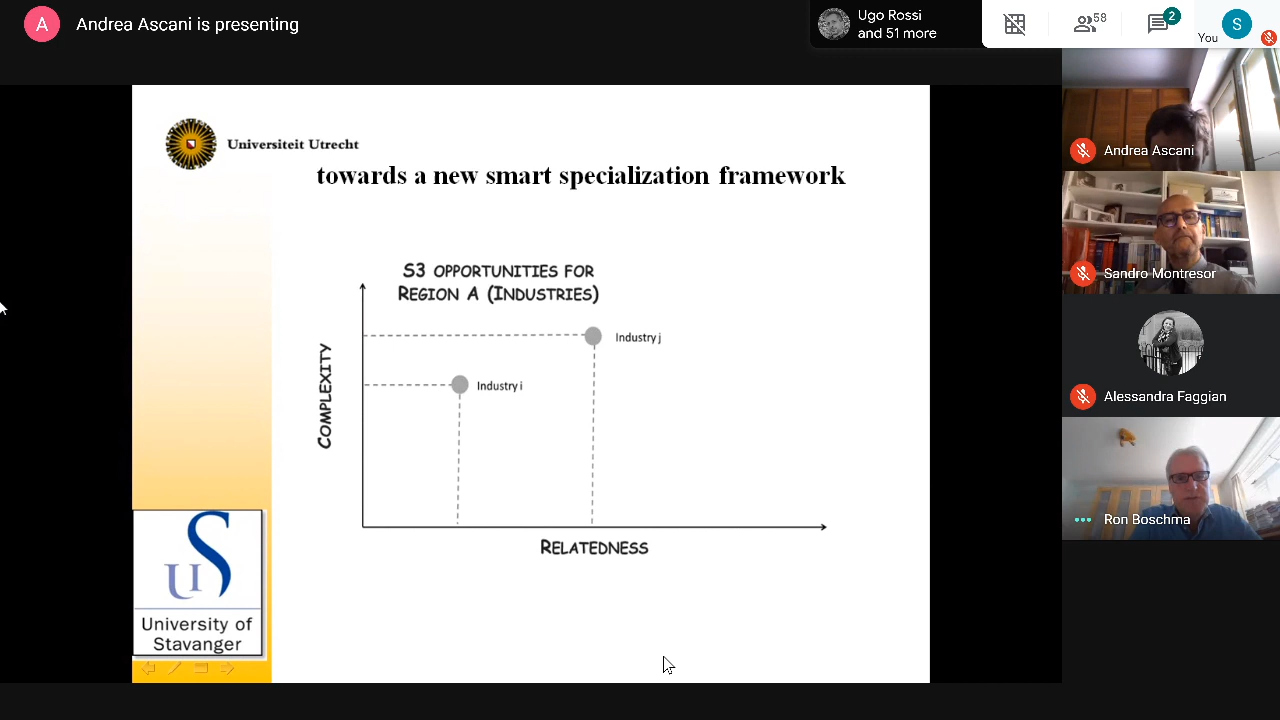 A
Andrea Ascani is presenting
Ugo Rossi
and 51 more
58
2
You
S
Universiteit Utrecht
towards a new smart specialization framework
S3 OPPORTUNITIES FOR
REGION A (INDUSTRIES)
COMPLEXITY
Industry j
Industry i
RELATEDNESS
US
University of
Stavanger
Andrea Ascani
Sandro Montresor
Alessandra Faggian
Ron Boschma